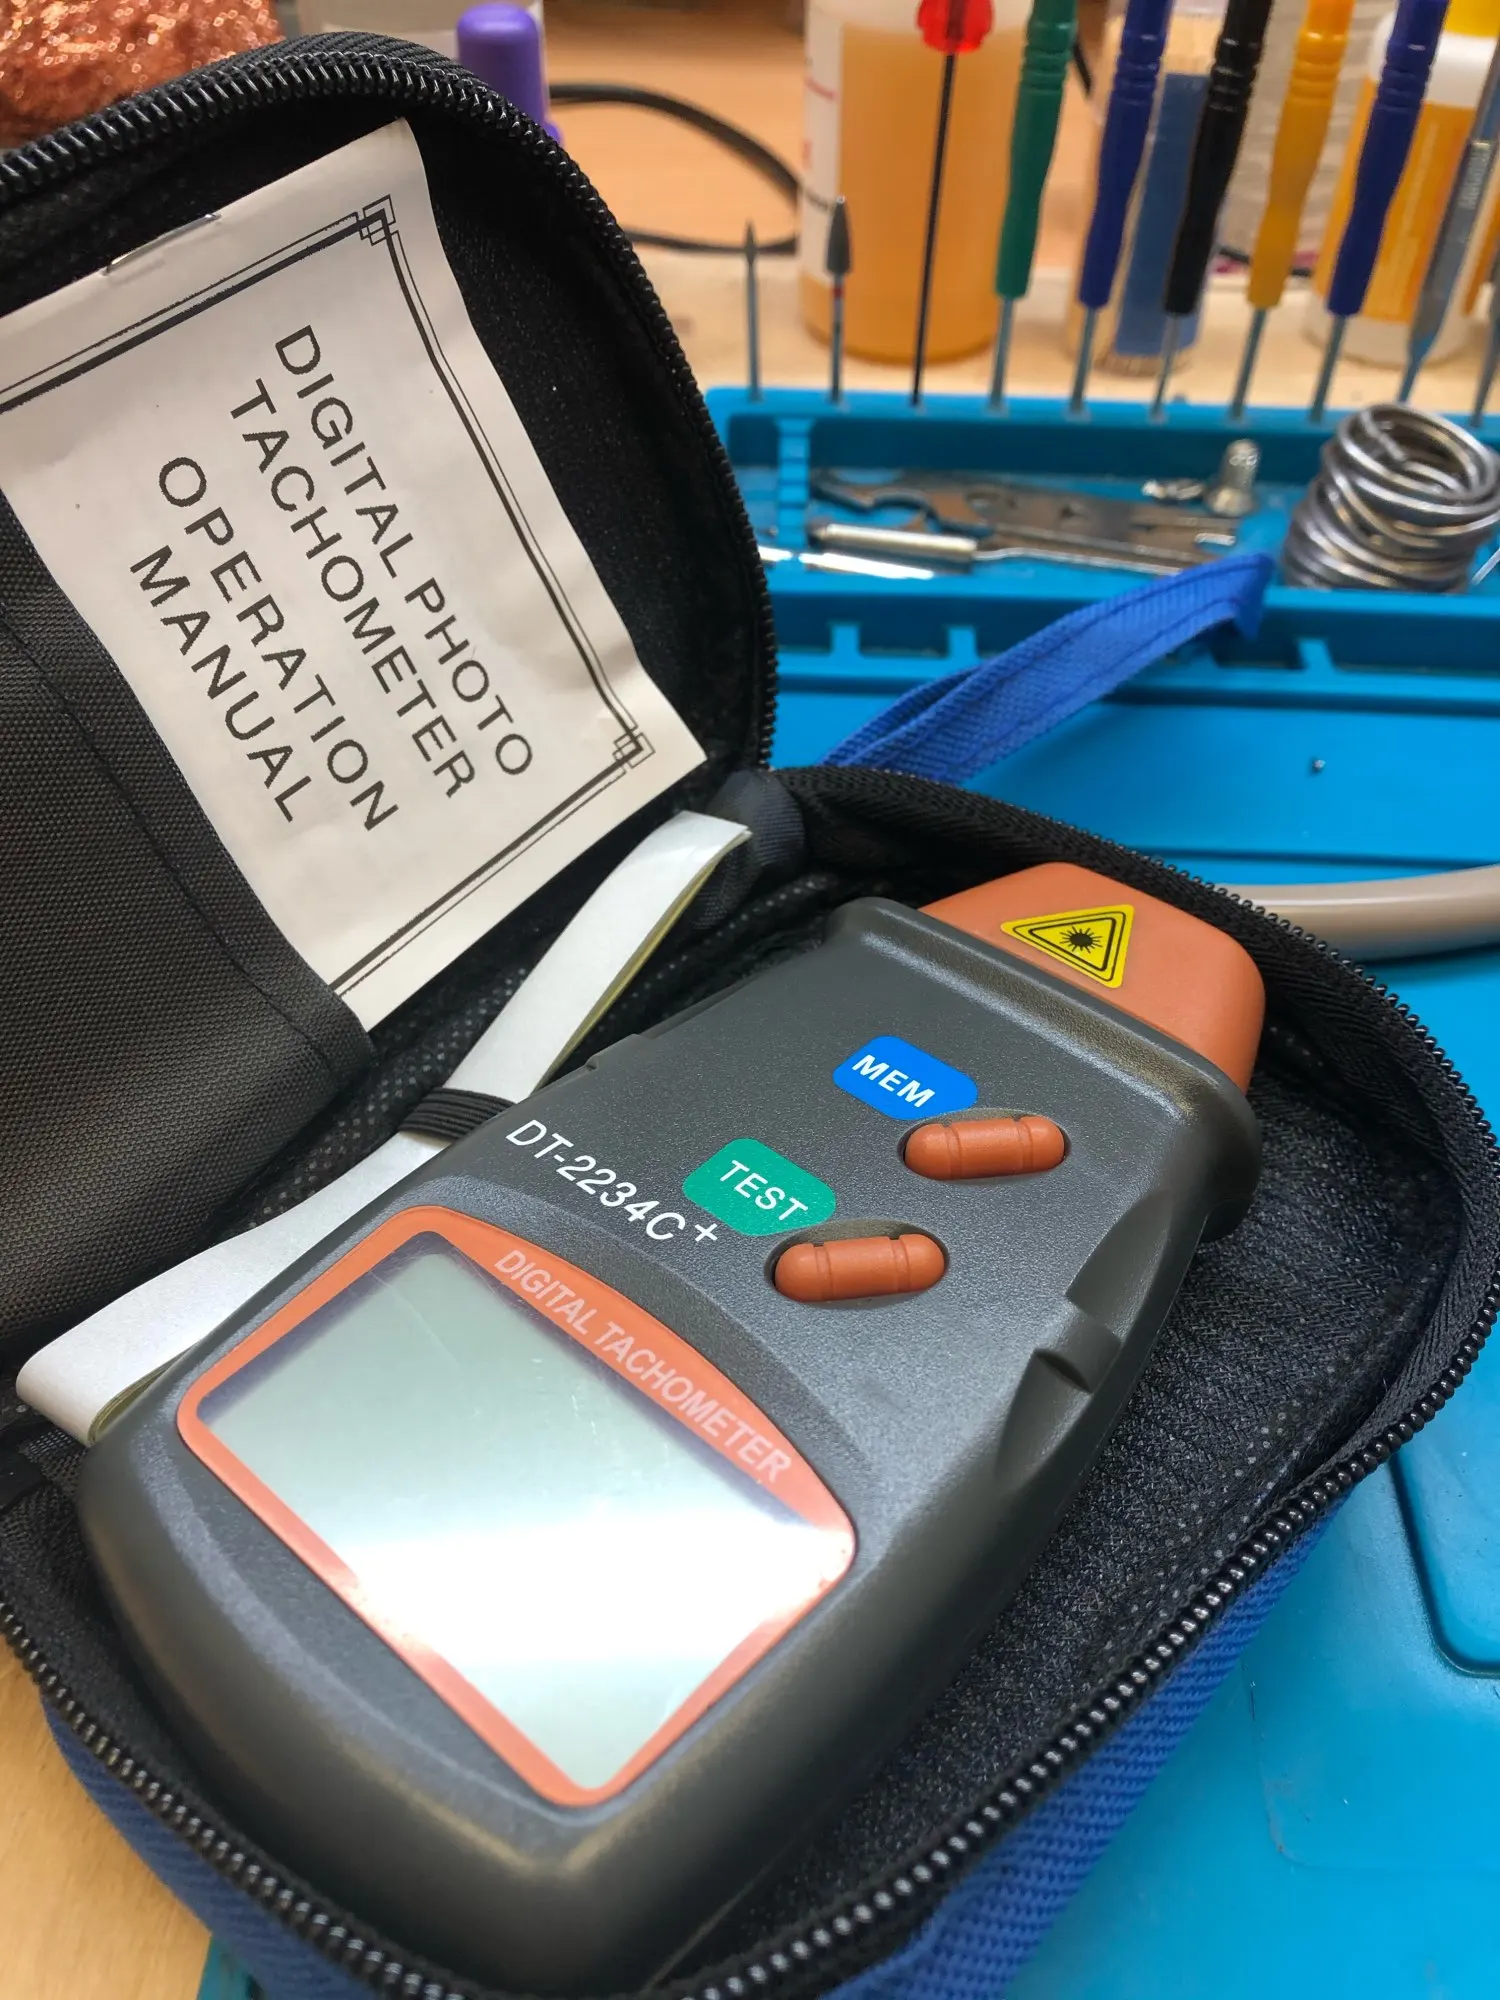 DIGITAL PHOTO
TACHOMETER
OPERATION
MANUAL
MEM
TEST
DT-2234C+
DIGITAL TACHOMETER